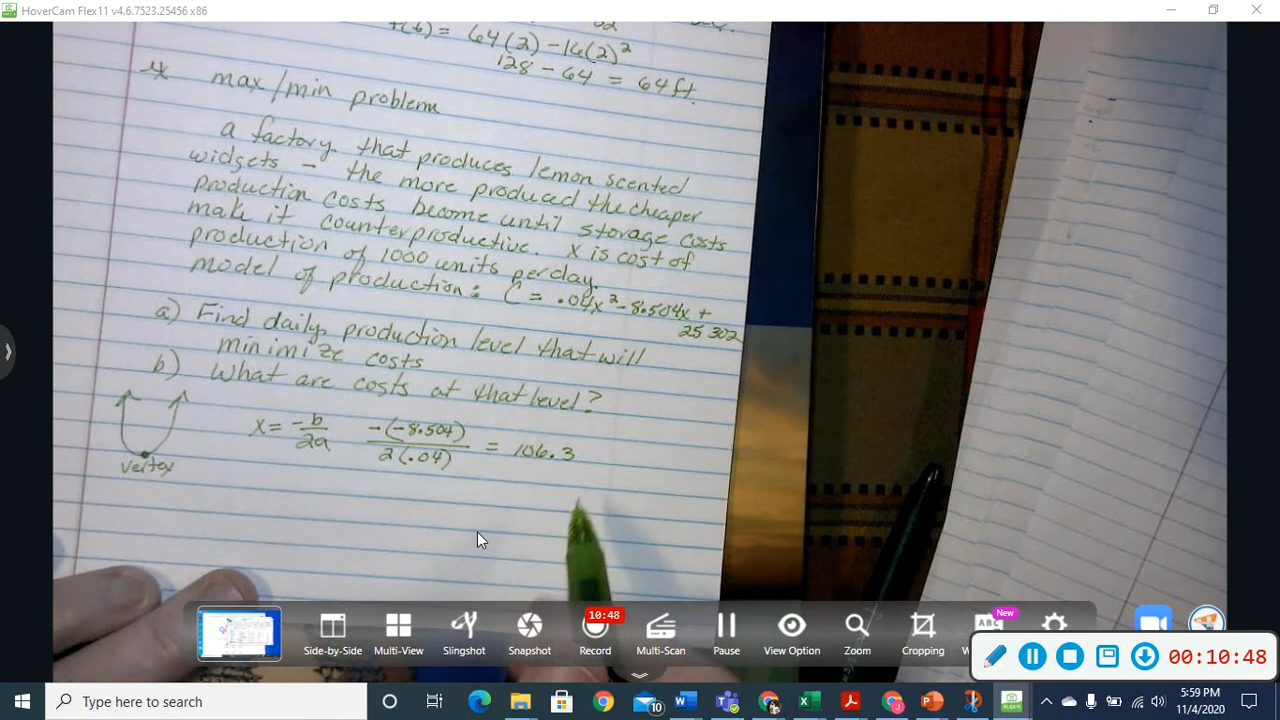 HoverCam Flex11 v4.6.7523.25456 x86
= 64(2) - 16(2)²
128 - 64 = 64 ft.
ex max/min problem
a factory that produces lemon scented
widgets - the more produced the cheaper
production costs become until storage costs
make it counterproductive. x is cost of
production of 1000 units per day.
model of production: C = .04x² - 8.504x +
25302
a) Find daily production level that will
minimize costs
b) What are costs at that level?
x = -b/2a -(-8.504)/2(.04) = 106.3
vertex
10:48
New
Side-by-Side Multi-View Slingshot Snapshot Record Multi-Scan Pause View Option Zoom Cropping
00:10:48
Type here to search
10
5:59 PM
11/4/2020